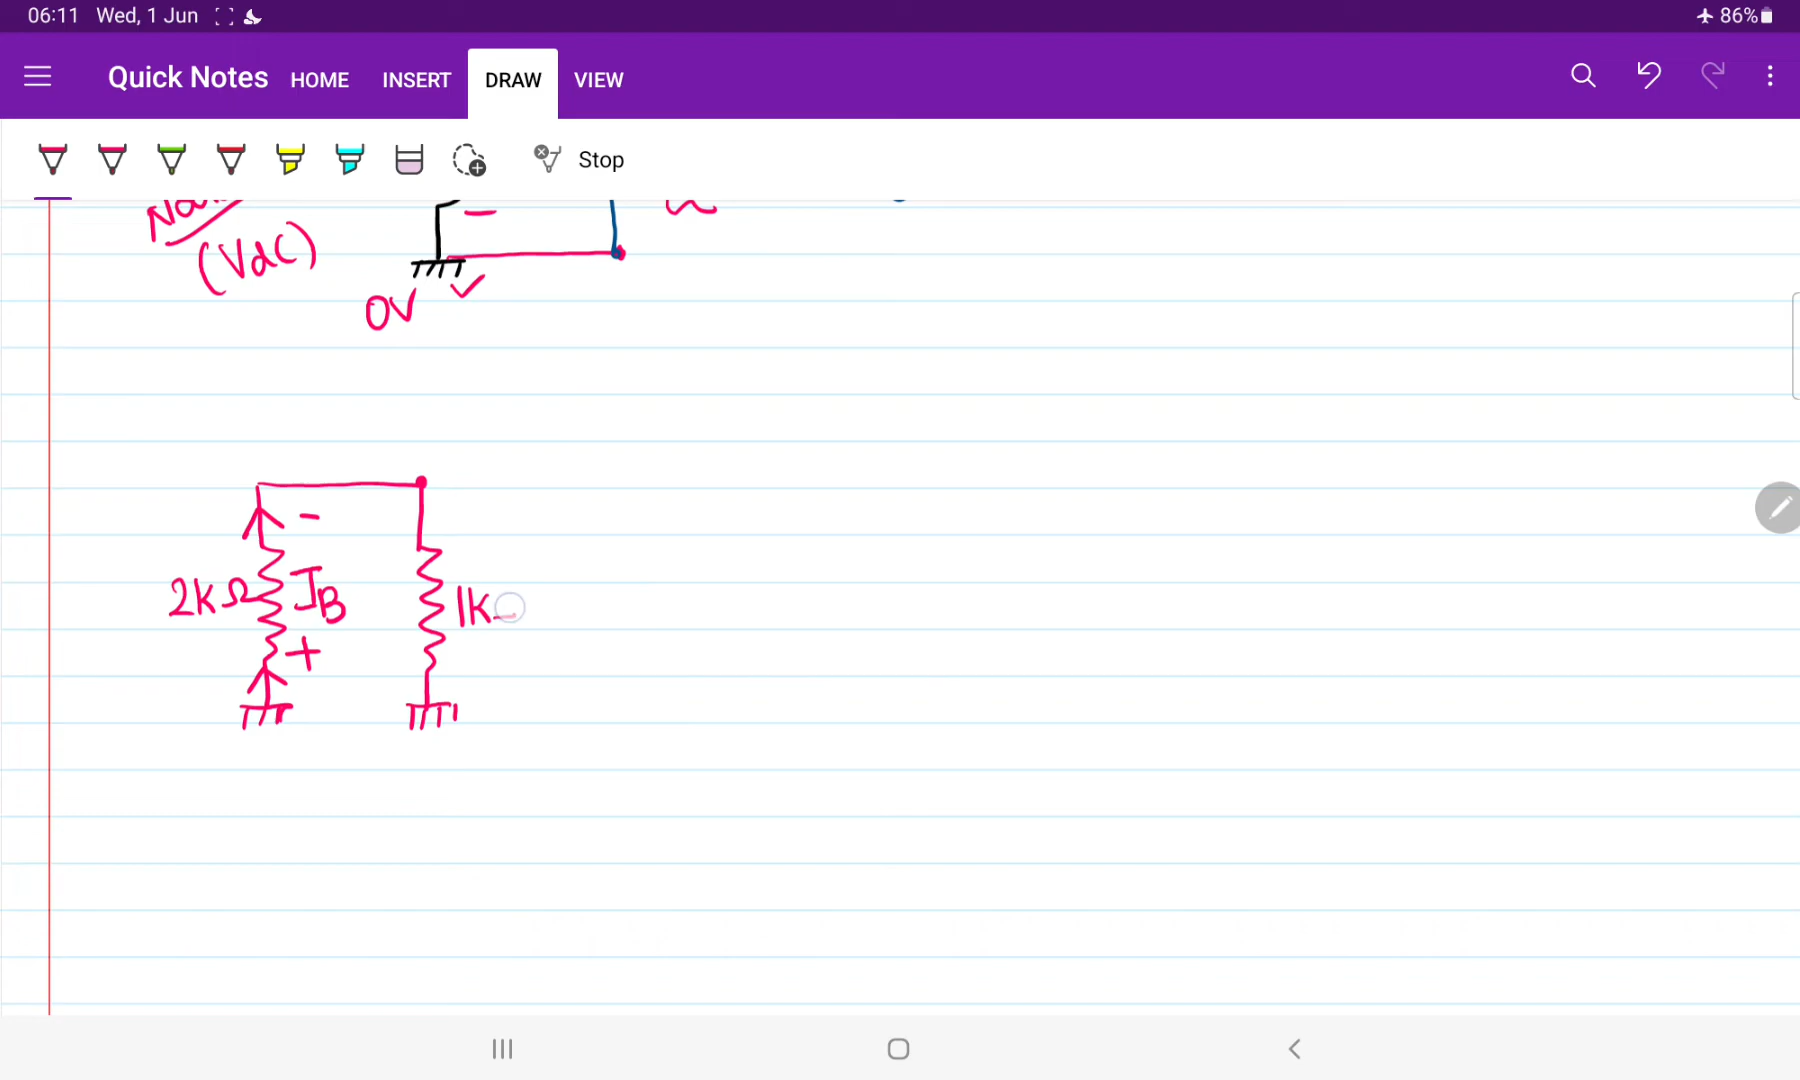 06:11 Wed, 1 Jun 86%
Quick Notes HOME INSERT DRAW VIEW
Stop
(Vdc)
0V
-
2kΩ IB 1k
+